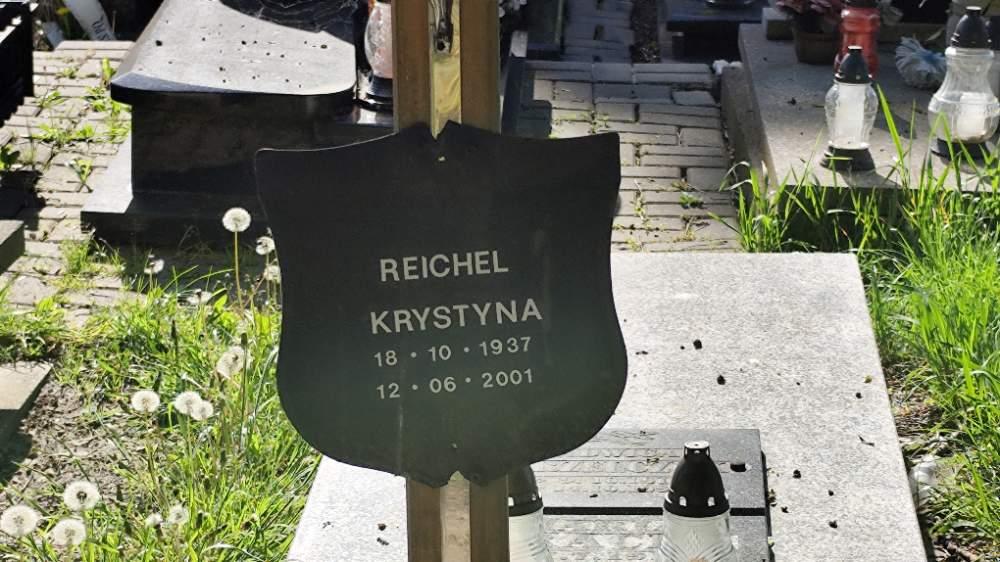 REICHEL
KRYSTYNA
18 · 10 · 1937
12 · 06 · 2001